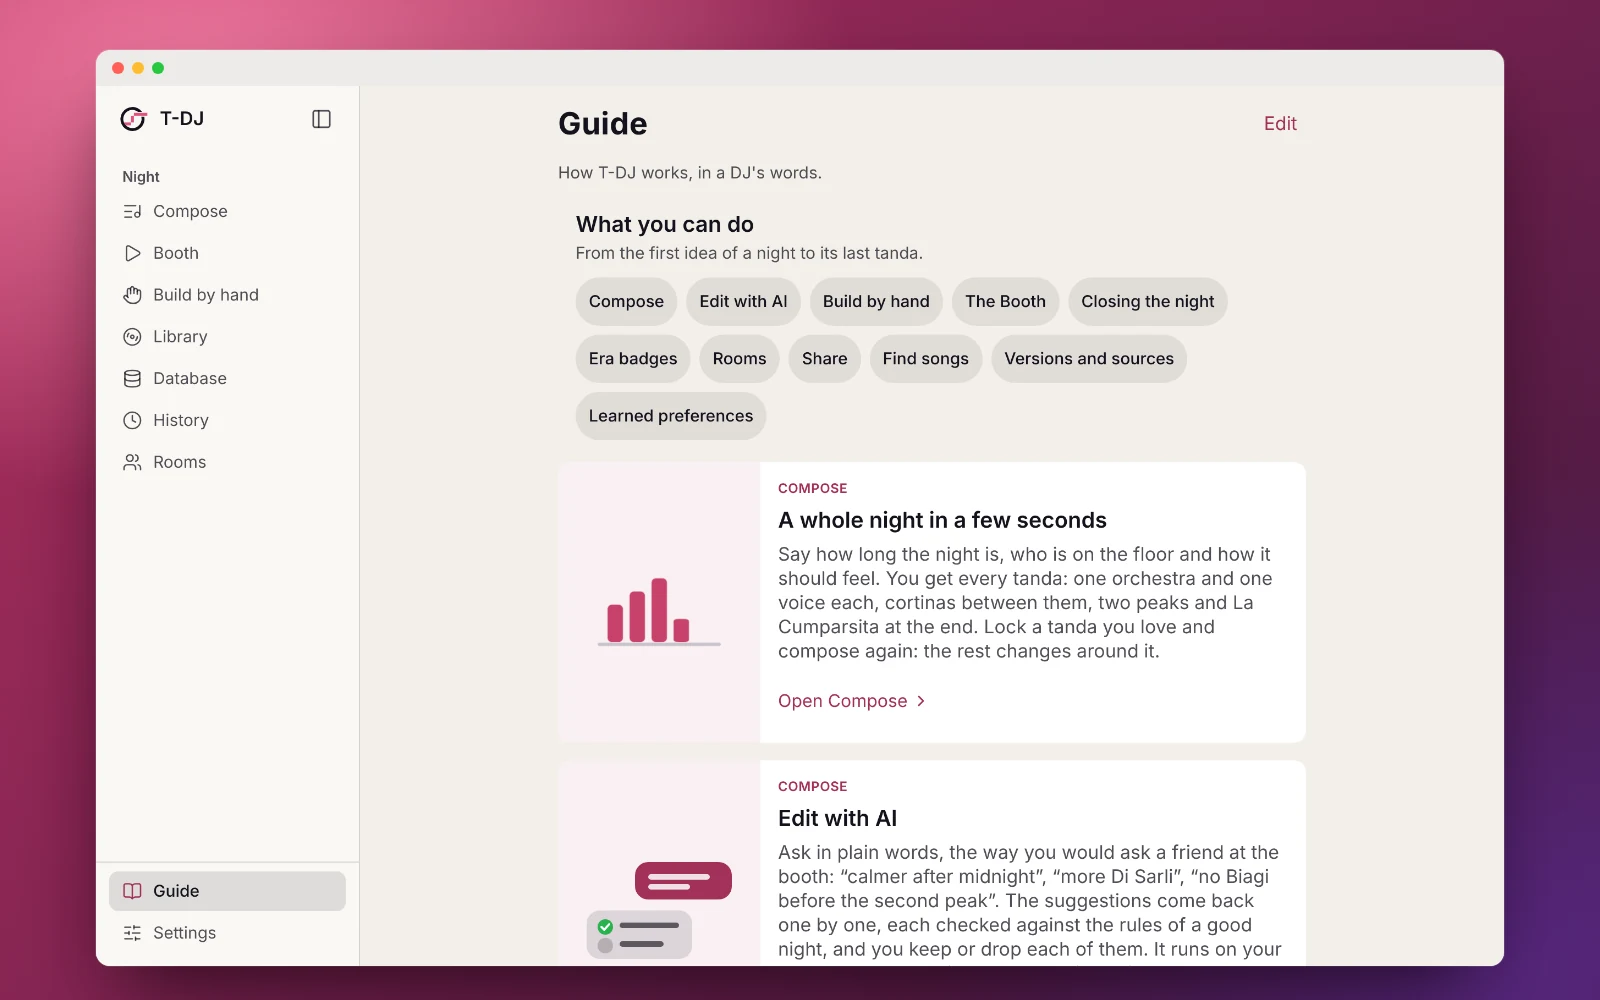 T-DJ
Night
Compose
Booth
Build by hand
Library
Database
History
Rooms
Guide
Settings
Guide
Edit
How T-DJ works, in a DJ's words.
What you can do
From the first idea of a night to its last tanda.
Compose
Edit with AI
Build by hand
The Booth
Closing the night
Era badges
Rooms
Share
Find songs
Versions and sources
Learned preferences
COMPOSE
A whole night in a few seconds
Say how long the night is, who is on the floor and how it
should feel. You get every tanda: one orchestra and one
voice each, cortinas between them, two peaks and La
Cumparsita at the end. Lock a tanda you love and
compose again: the rest changes around it.
Open Compose
COMPOSE
Edit with AI
Ask in plain words, the way you would ask a friend at the
booth: “calmer after midnight”, “more Di Sarli”, “no Biagi
before the second peak”. The suggestions come back
one by one, each checked against the rules of a good
night, and you keep or drop each of them. It runs on your